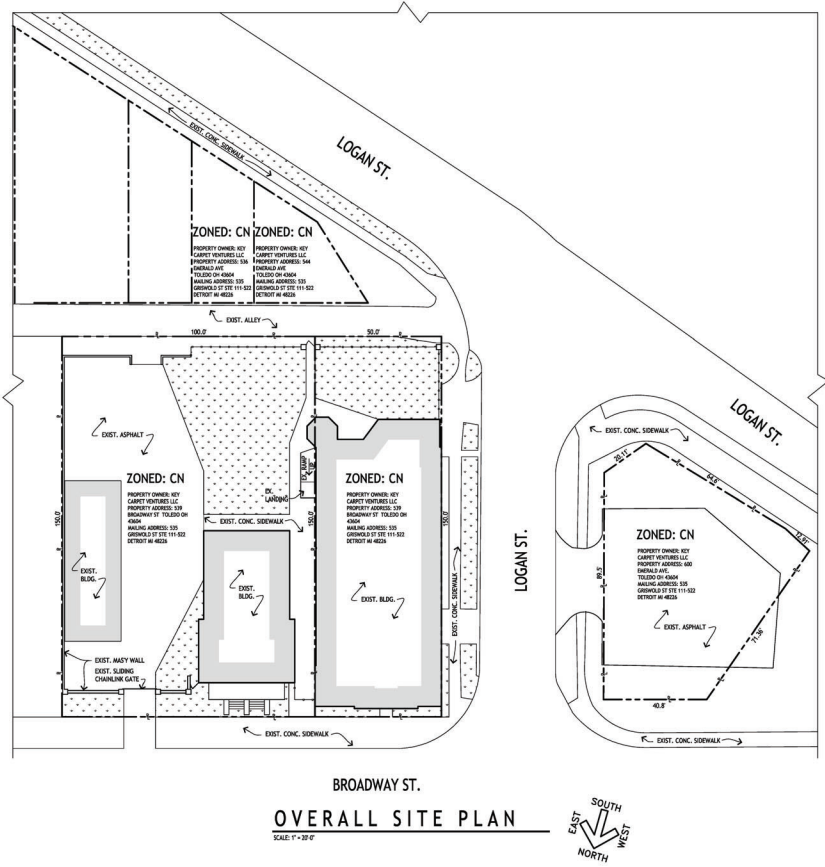 LOGAN ST.
EXIST. CONC. SIDEWALK
ZONED: CN
PROPERTY OWNER: KEY
CARPET VENTURES LLC
PROPERTY ADDRESS: 536
EMERALD AVE
TOLEDO OH 43604
MAILING ADDRESS: 535
GRISWOLD ST STE 111-522
DETROIT MI 48226
ZONED: CN
PROPERTY OWNER: KEY
CARPET VENTURES LLC
PROPERTY ADDRESS: 544
EMERALD AVE
TOLEDO OH 43604
MAILING ADDRESS: 535
GRISWOLD ST STE 111-522
DETROIT MI 48226
EXIST. ALLEY
100.0'
50.0'
EXIST. ASPHALT
ZONED: CN
PROPERTY OWNER: KEY
CARPET VENTURES LLC
PROPERTY ADDRESS: 539
BROADWAY ST TOLEDO OH
43604
MAILING ADDRESS: 535
GRISWOLD ST STE 111-522
DETROIT MI 48226
150.0'
EX. RAMP
UP
EX.
LANDING
EXIST. CONC. SIDEWALK
150.0'
ZONED: CN
PROPERTY OWNER: KEY
CARPET VENTURES LLC
PROPERTY ADDRESS: 539
BROADWAY ST TOLEDO OH
43604
MAILING ADDRESS: 535
GRISWOLD ST STE 111-522
DETROIT MI 48226
150.0'
EXIST.
BLDG.
EXIST.
BLDG.
EXIST. BLDG.
EXIST. CONC. SIDEWALK
EXIST. MASY WALL
EXIST. SLIDING
CHAINLINK GATE
EXIST. CONC. SIDEWALK
LOGAN ST.
LOGAN ST.
EXIST. CONC. SIDEWALK
20.11'
64.6'
12.91'
89.5'
ZONED: CN
PROPERTY OWNER: KEY
CARPET VENTURES LLC
PROPERTY ADDRESS: 600
EMERALD AVE.
TOLEDO OH 43604
MAILING ADDRESS: 535
GRISWOLD ST STE 111-522
DETROIT MI 48226
EXIST. ASPHALT
71.36'
40.8'
EXIST. CONC. SIDEWALK
BROADWAY ST.
OVERALL SITE PLAN
SCALE: 1" = 20'-0"
SOUTH
EAST
WEST
NORTH